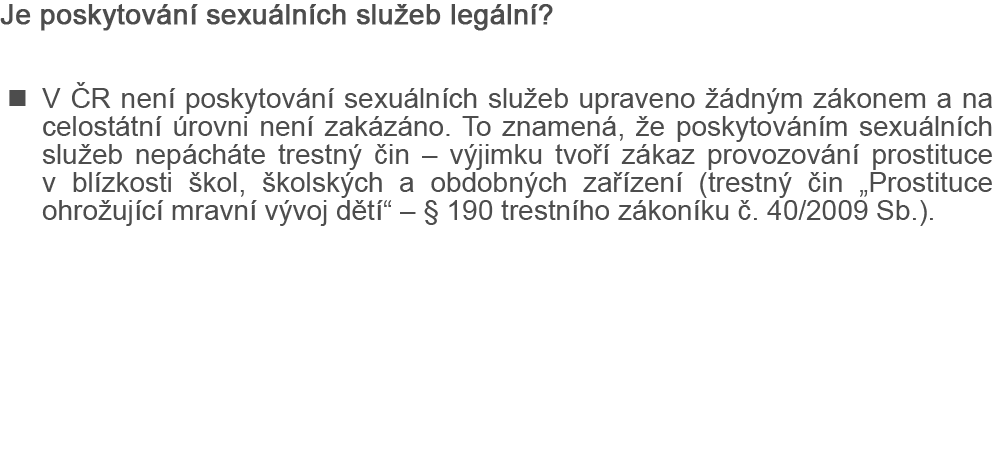 Je poskytování sexuálních služeb legální?
■ V ČR není poskytování sexuálních služeb upraveno žádným zákonem a na
celostátní úrovni není zakázáno. To znamená, že poskytováním sexuálních
služeb nepácháte trestný čin – výjimku tvoří zákaz provozování prostituce
v blízkosti škol, školských a obdobných zařízení (trestný čin „Prostituce
ohrožující mravní vývoj dětí“ – § 190 trestního zákoníku č. 40/2009 Sb.).